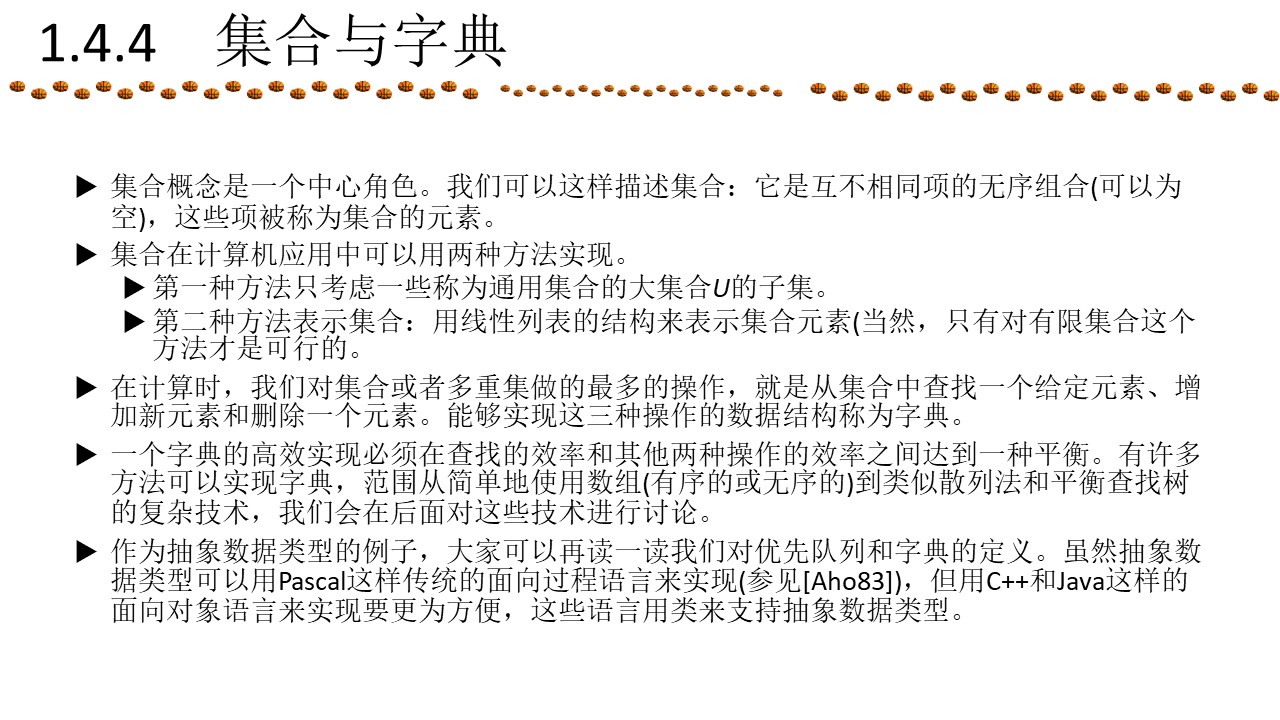 1.4.4 集合与字典
集合概念是一个中心角色。我们可以这样描述集合：它是互不相同项的无序组合(可以为
空)，这些项被称为集合的元素。
集合在计算机应用中可以用两种方法实现。
第一种方法只考虑一些称为通用集合的大集合U的子集。
第二种方法表示集合：用线性列表的结构来表示集合元素(当然，只有对有限集合这个
方法才是可行的。
在计算时，我们对集合或者多重集做的最多的操作，就是从集合中查找一个给定元素、增
加新元素和删除一个元素。能够实现这三种操作的数据结构称为字典。
一个字典的高效实现必须在查找的效率和其他两种操作的效率之间达到一种平衡。有许多
方法可以实现字典，范围从简单地使用数组(有序的或无序的)到类似散列法和平衡查找树
的复杂技术，我们会在后面对这些技术进行讨论。
作为抽象数据类型的例子，大家可以再读一读我们对优先队列和字典的定义。虽然抽象数
据类型可以用Pascal这样传统的面向过程语言来实现(参见[Aho83])，但用C++和Java这样的
面向对象语言来实现要更为方便，这些语言用类来支持抽象数据类型。